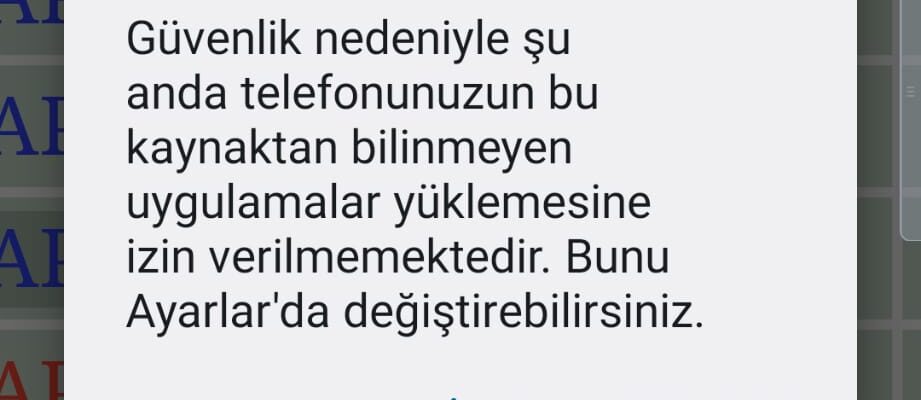 Güvenlik nedeniyle şu
anda telefonunuzun bu
kaynaktan bilinmeyen
uygulamalar yüklemesine
izin verilmemektedir. Bunu
Ayarlar'da değiştirebilirsiniz.